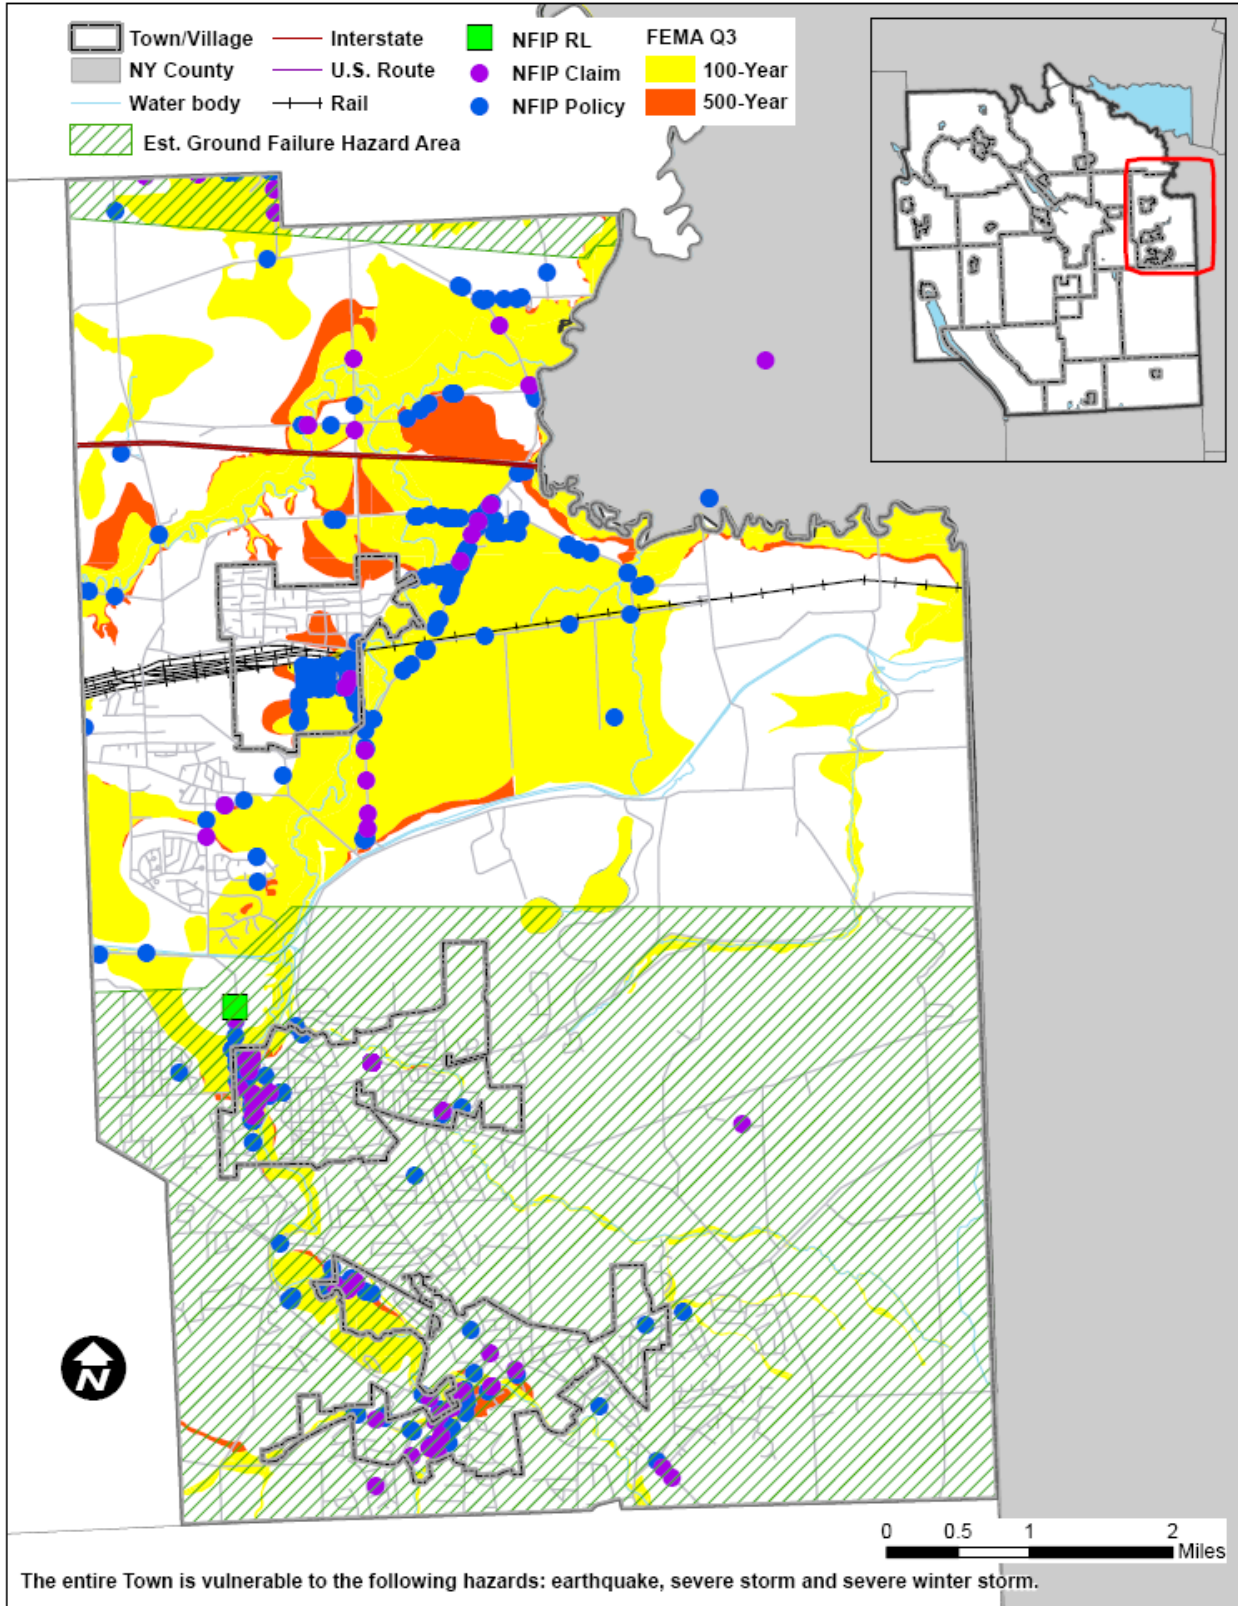 Town/Village Interstate NFIP RL FEMA Q3
NY County U.S. Route NFIP Claim 100-Year
Water body Rail NFIP Policy 500-Year
Est. Ground Failure Hazard Area
N
0 0.5 1 2
Miles
The entire Town is vulnerable to the following hazards: earthquake, severe storm and severe winter storm.